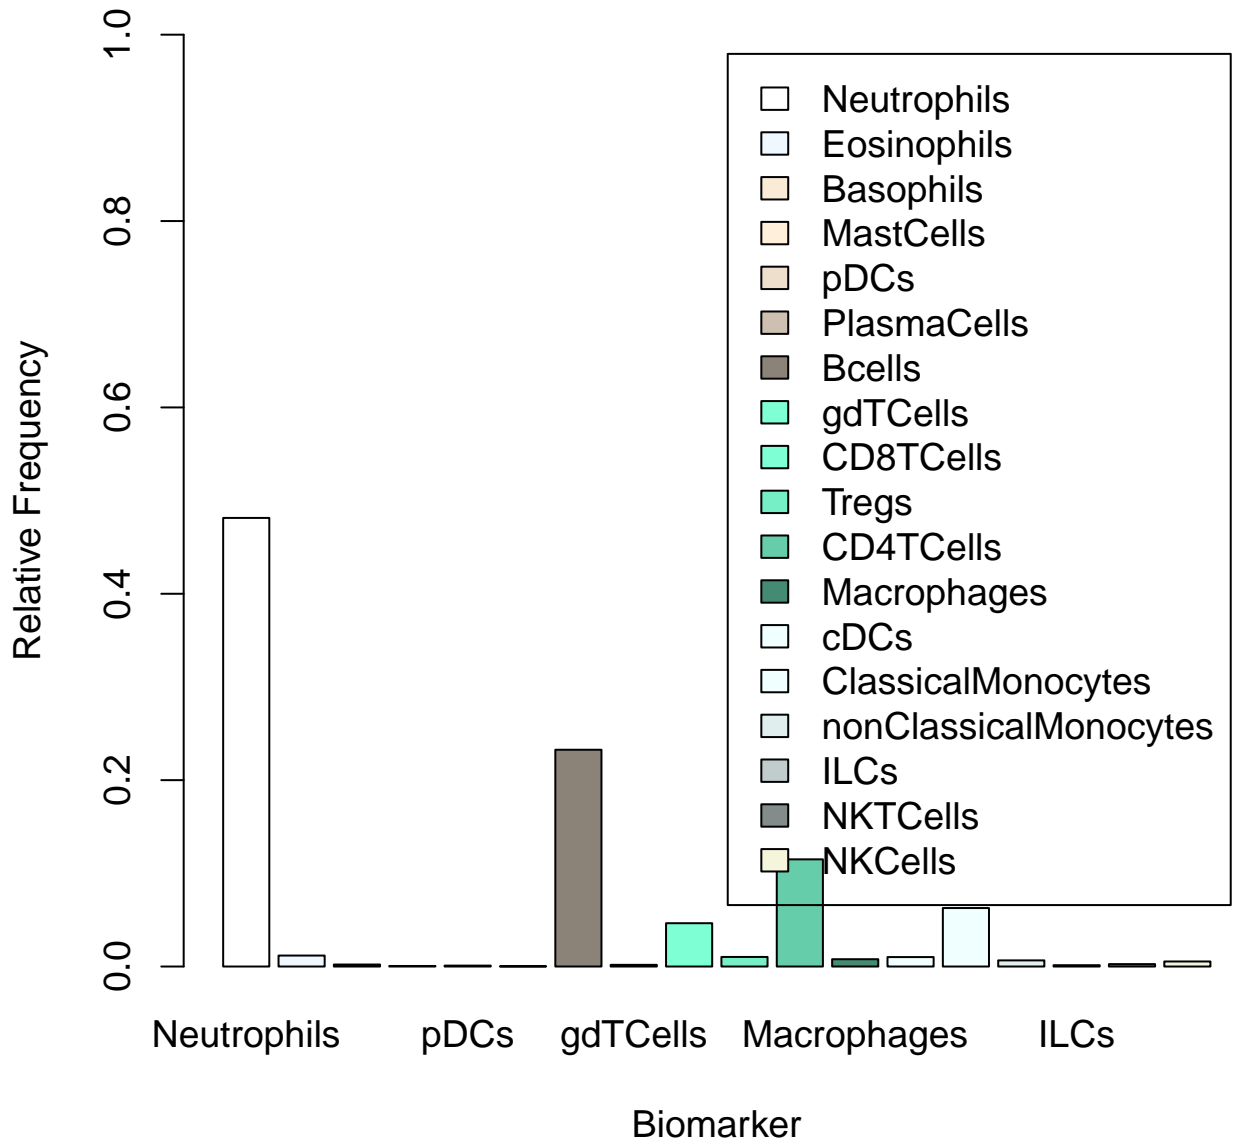 Relative Frequency
1.0
0.8
0.6
0.4
0.2
0.0
Neutrophils
Eosinophils
Basophils
MastCells
pDCs
PlasmaCells
Bcells
gdTCells
CD8TCells
Tregs
CD4TCells
Macrophages
cDCs
ClassicalMonocytes
nonClassicalMonocytes
ILCs
NKTCells
NKCells
Neutrophils pDCs gdTCells Macrophages ILCs
Biomarker